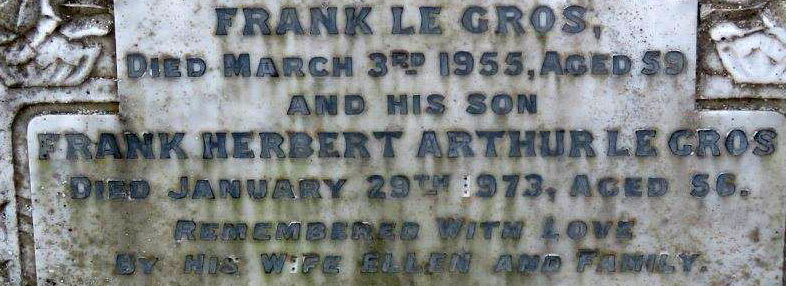 FRANK LE GROS,
DIED MARCH 3RD 1955, AGED 59
AND HIS SON
FRANK HERBERT ARTHUR LE GROS
DIED JANUARY 29TH 1973, AGED 56.
REMEMBERED WITH LOVE
BY HIS WIFE ELLEN AND FAMILY.